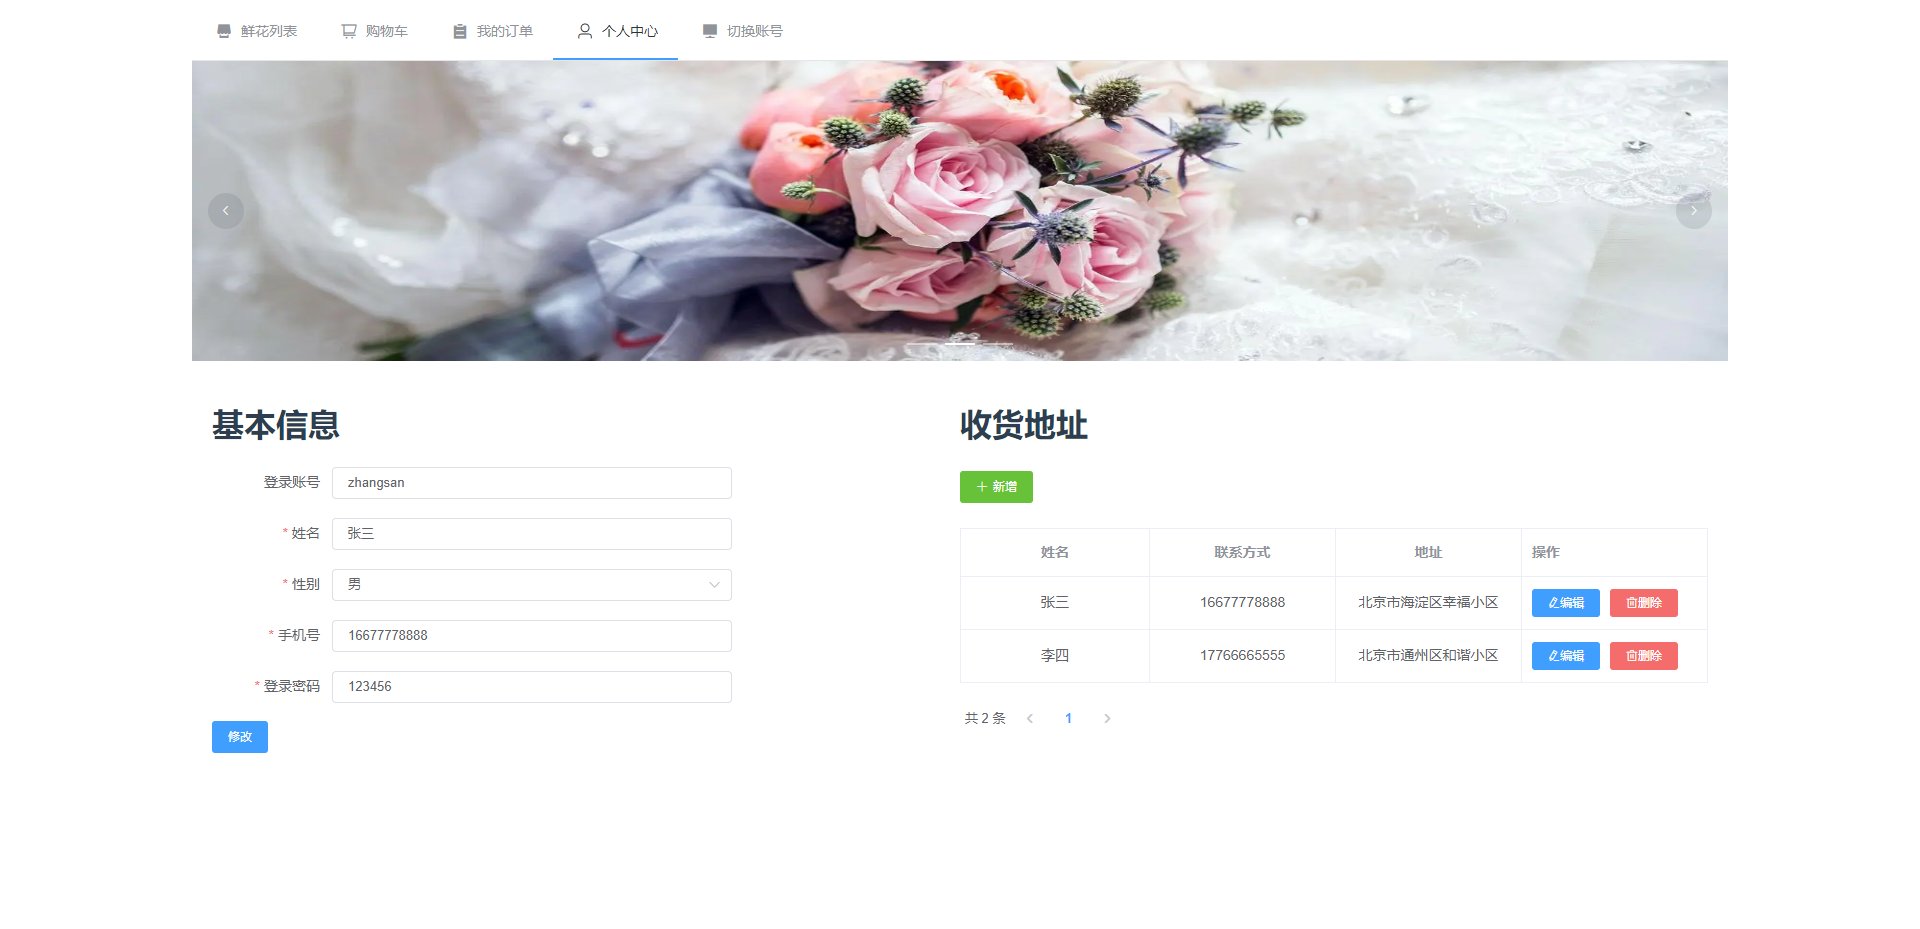 鲜花列表 购物车 我的订单 个人中心 切换账号
基本信息
登录账号 zhangsan
* 姓名 张三
* 性别 男
* 手机号 16677778888
* 登录密码 123456
修改
收货地址
新增
姓名 联系方式 地址 操作
张三 16677778888 北京市海淀区幸福小区 编辑 删除
李四 17766665555 北京市通州区和谐小区 编辑 删除
共 2 条 1